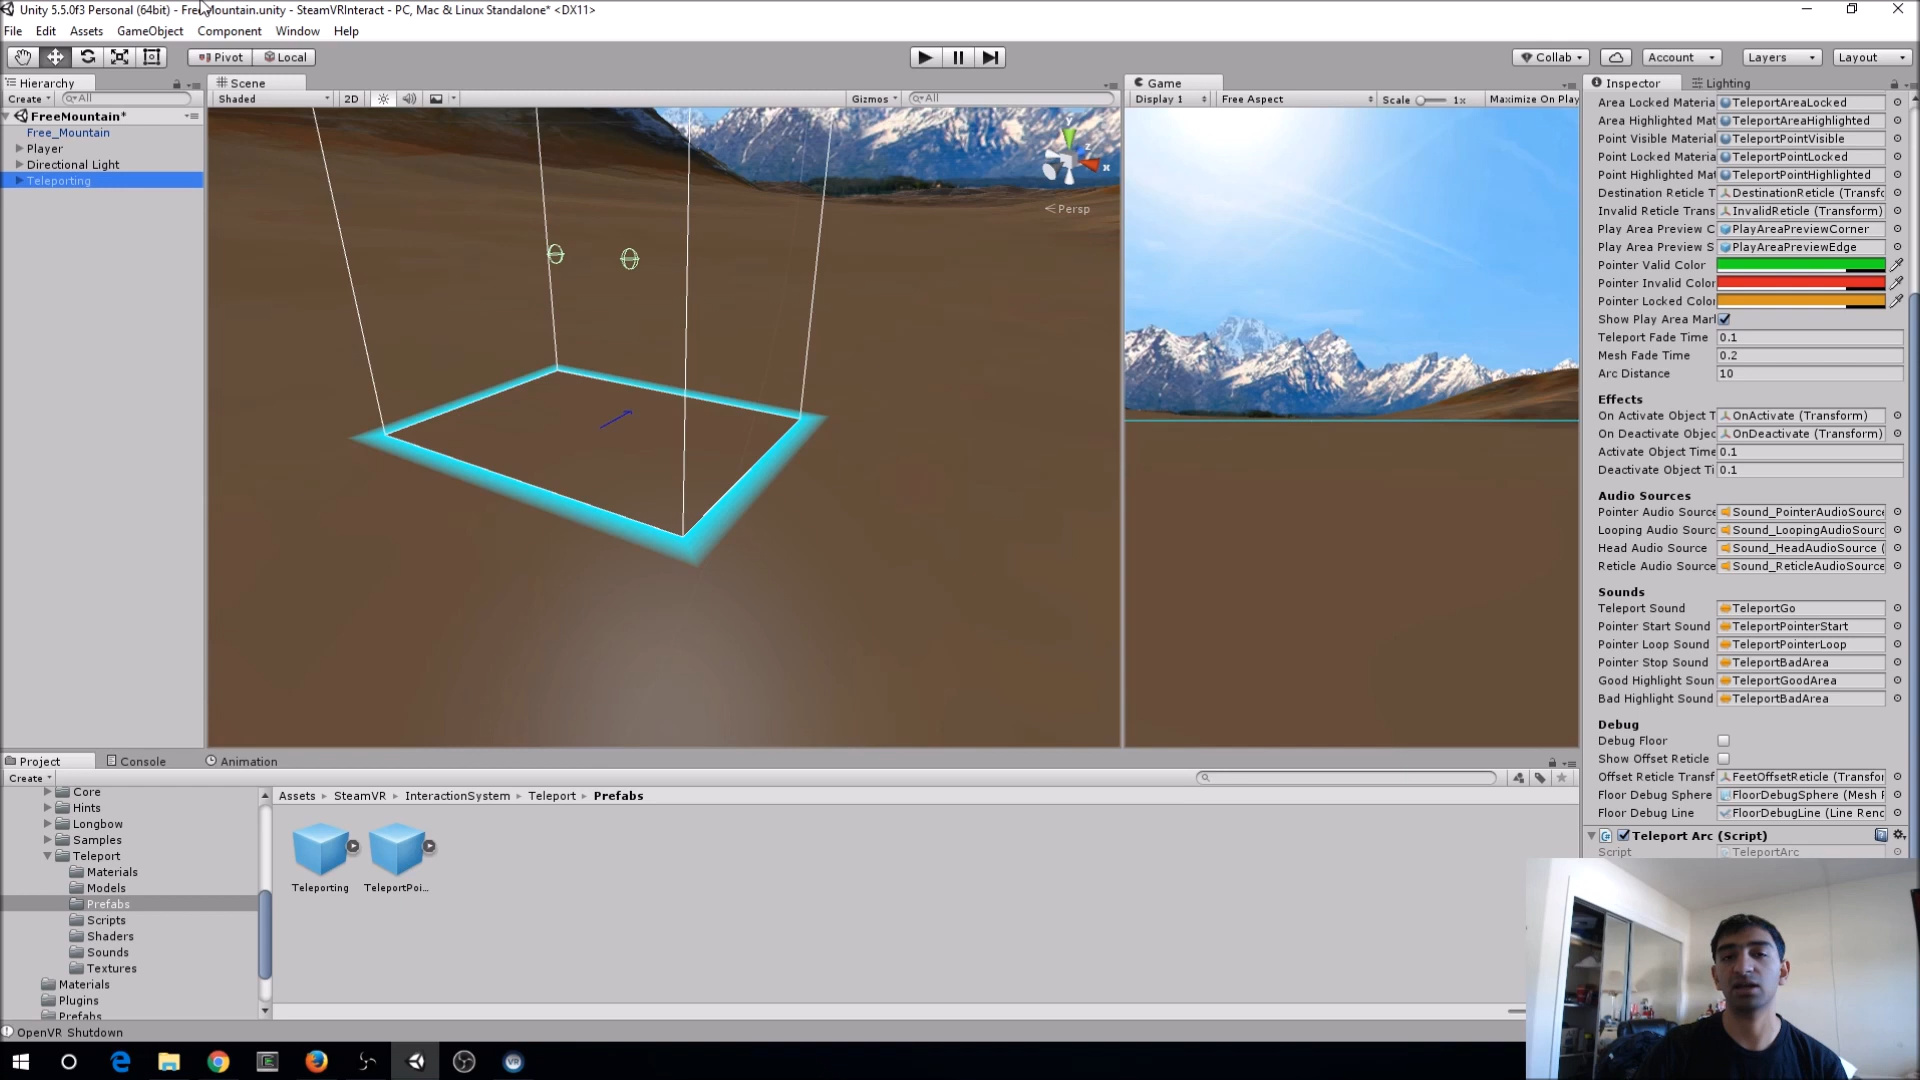 Unity 5.5.0f3 Personal (64bit) - FreeMountain.unity - SteamVRInteract - PC, Mac & Linux Standalone* <DX11>
File Edit Assets GameObject Component Window Help
Pivot Local Collab Account Layers Layout
Hierarchy
Create All
FreeMountain*
Free_Mountain
Player
Directional Light
Teleporting
Scene
Shaded 2D Gizmos All
y
z
x
Persp
Game
Display 1 Free Aspect Scale 1x Maximize On Play
Inspector Lighting
Area Locked Materia TeleportAreaLocked
Area Highlighted Mat TeleportAreaHighlighted
Point Visible Material TeleportPointVisible
Point Locked Materia TeleportPointLocked
Point Highlighted Mat TeleportPointHighlighted
Destination Reticle T DestinationReticle (Transfo
Invalid Reticle Trans InvalidReticle (Transform)
Play Area Preview C PlayAreaPreviewCorner
Play Area Preview S PlayAreaPreviewEdge
Pointer Valid Color
Pointer Invalid Color
Pointer Locked Color
Show Play Area Marl
Teleport Fade Time 0.1
Mesh Fade Time 0.2
Arc Distance 10
Effects
On Activate Object T OnActivate (Transform)
On Deactivate Objec OnDeactivate (Transform)
Activate Object Time 0.1
Deactivate Object Ti 0.1
Audio Sources
Pointer Audio Source Sound_PointerAudioSource
Looping Audio Sourc Sound_LoopingAudioSourc
Head Audio Source Sound_HeadAudioSource (
Reticle Audio Source Sound_ReticleAudioSource
Sounds
Teleport Sound TeleportGo
Pointer Start Sound TeleportPointerStart
Pointer Loop Sound TeleportPointerLoop
Pointer Stop Sound TeleportBadArea
Good Highlight Soun TeleportGoodArea
Bad Highlight Sound TeleportBadArea
Debug
Debug Floor
Show Offset Reticle
Offset Reticle Transf FeetOffsetReticle (Transfor
Floor Debug Sphere FloorDebugSphere (Mesh R
Floor Debug Line FloorDebugLine (Line Renc
Teleport Arc (Script)
Script TeleportArc
Project Console Animation
Create
Core
Hints
Longbow
Samples
Teleport
Materials
Models
Prefabs
Scripts
Shaders
Sounds
Textures
Materials
Plugins
Prefabs
Assets SteamVR InteractionSystem Teleport Prefabs
Teleporting TeleportPoi...
OpenVR Shutdown